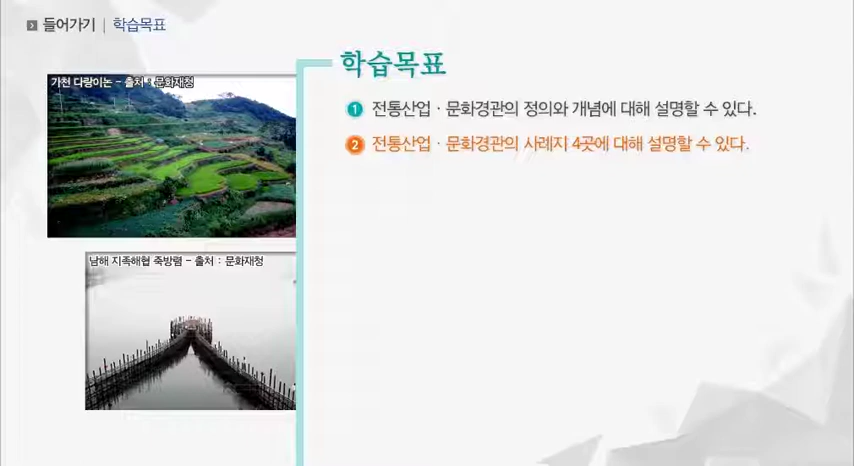 들어가기 | 학습목표
학습목표
가천 다랑이논 - 출처 : 문화재청
1 전통산업 · 문화경관의 정의와 개념에 대해 설명할 수 있다.
2 전통산업 · 문화경관의 사례지 4곳에 대해 설명할 수 있다.
남해 지족해협 죽방렴 - 출처 : 문화재청